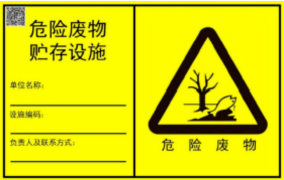 危险废物
贮存设施
单位名称：
设施编码：
负责人及联系方式：
危险废物